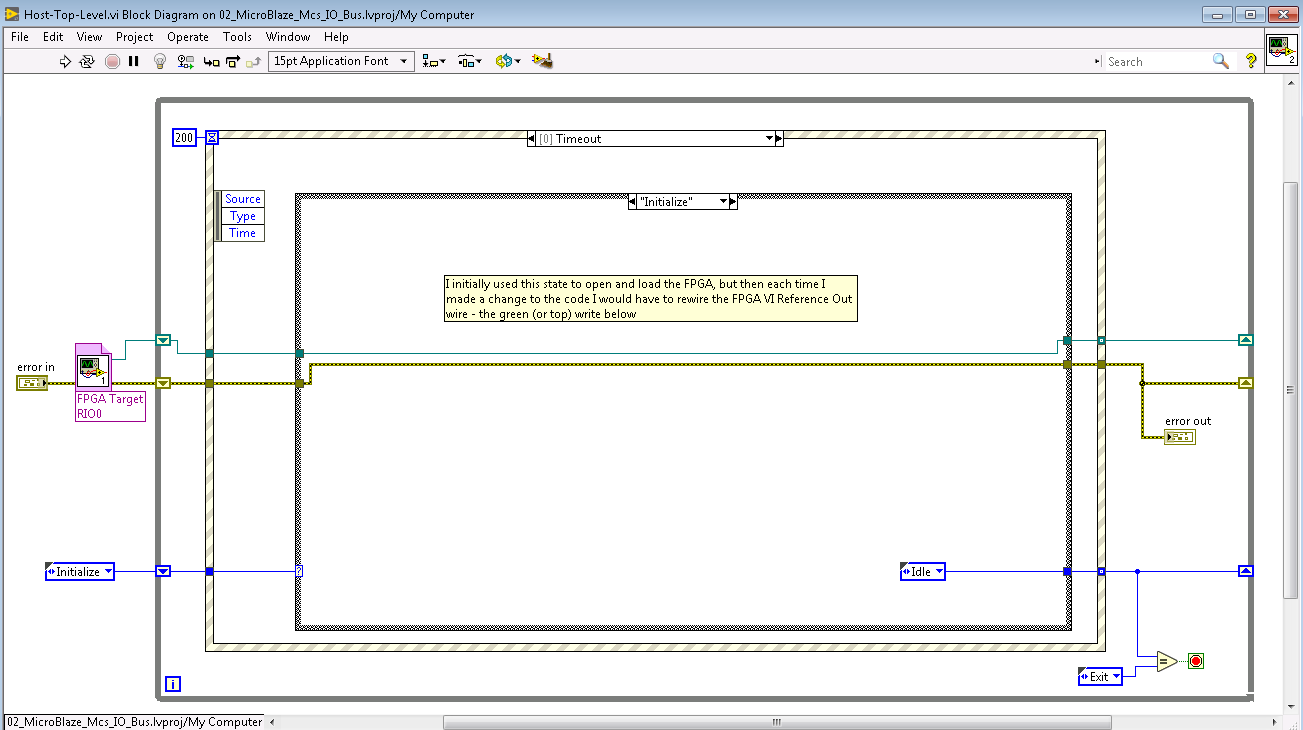 Host-Top-Level.vi Block Diagram on 02_MicroBlaze_Mcs_IO_Bus.lvproj/My Computer
File Edit View Project Operate Tools Window Help
15pt Application Font
Search
?
2
200
[0] Timeout
Source
Type
Time
"Initialize"
I initially used this state to open and load the FPGA, but then each time I
made a change to the code I would have to rewire the FPGA VI Reference Out
wire - the green (or top) write below
error in
1
FPGA Target
RIO0
error out
Initialize
?
Idle
=
Exit
i
02_MicroBlaze_Mcs_IO_Bus.lvproj/My Computer